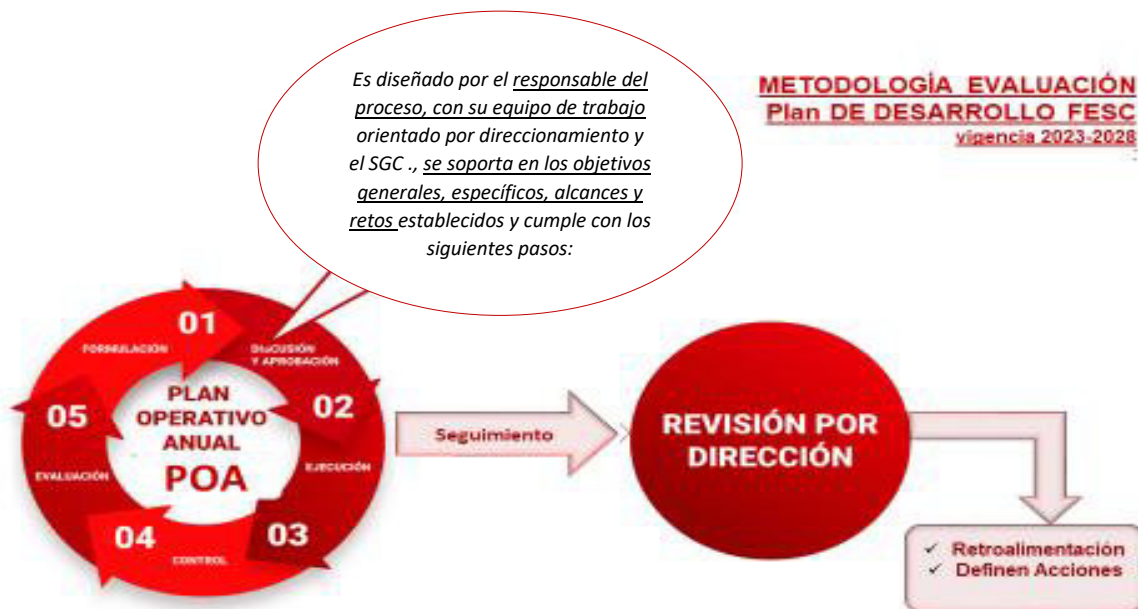 Es diseñado por el responsable del
proceso, con su equipo de trabajo
orientado por direccionamiento y
el SGC ., se soporta en los objetivos
generales, específicos, alcances y
retos establecidos y cumple con los
siguientes pasos:
METODOLOGÍA EVALUACIÓN
Plan DE DESARROLLO FESC
vigencia 2023-2028
01
FORMULACIÓN
DISCUSIÓN
Y APROBACIÓN
02
EJECUCIÓN
03
CONTROL
04
EVALUACIÓN
05
PLAN
OPERATIVO
ANUAL
POA
Seguimiento
REVISIÓN POR
DIRECCIÓN
✓ Retroalimentación
✓ Definen Acciones